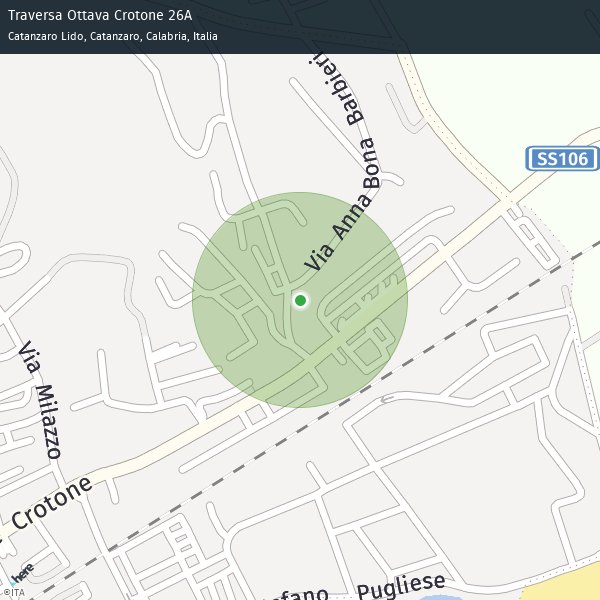 Traversa Ottava Crotone 26A
Catanzaro Lido, Catanzaro, Calabria, Italia
Via Anna Bona Barbieri
SS106
Via Milazzo
Crotone
Pugliese
here
©ITA